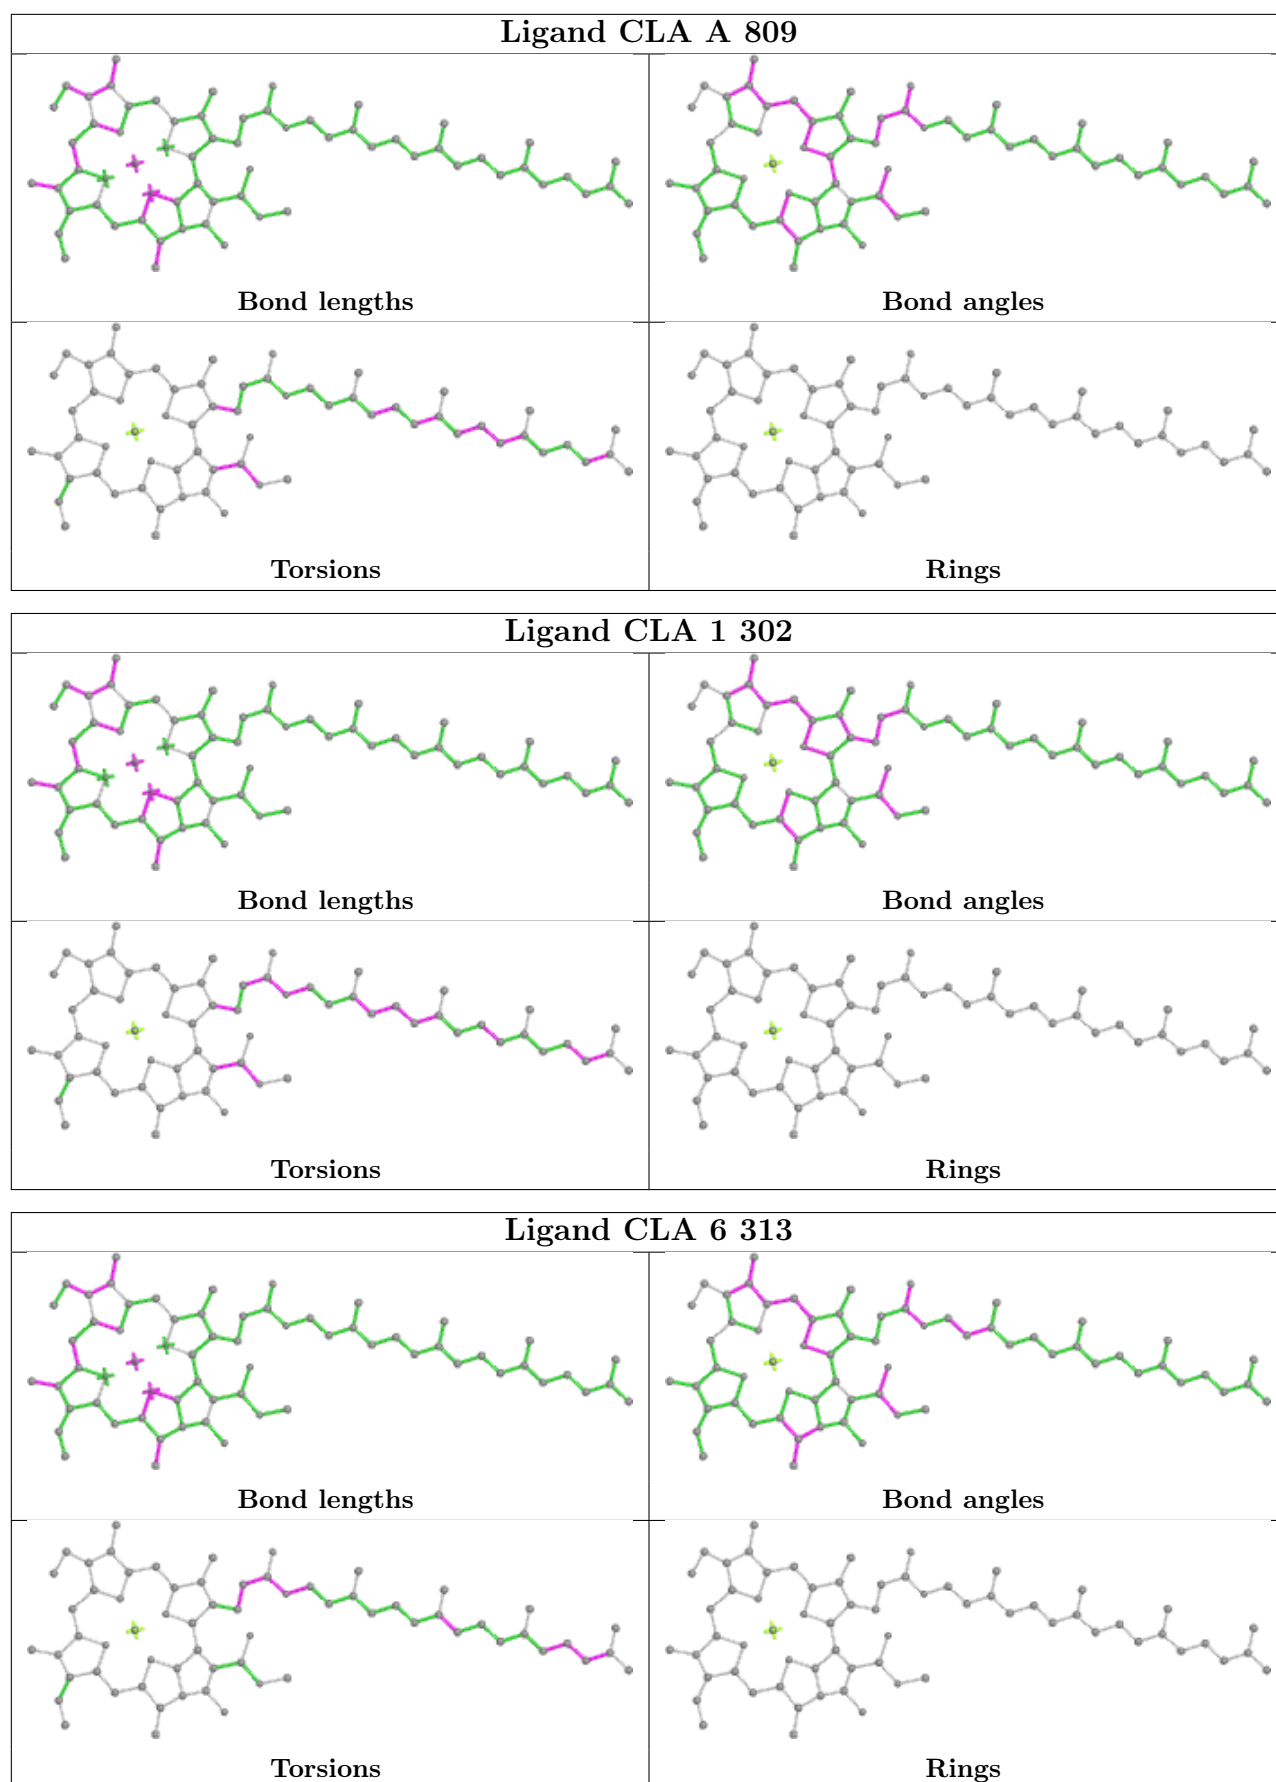 Ligand CLA A 809
Bond lengths
Bond angles
Torsions
Rings
Ligand CLA 1 302
Bond lengths
Bond angles
Torsions
Rings
Ligand CLA 6 313
Bond lengths
Bond angles
Torsions
Rings